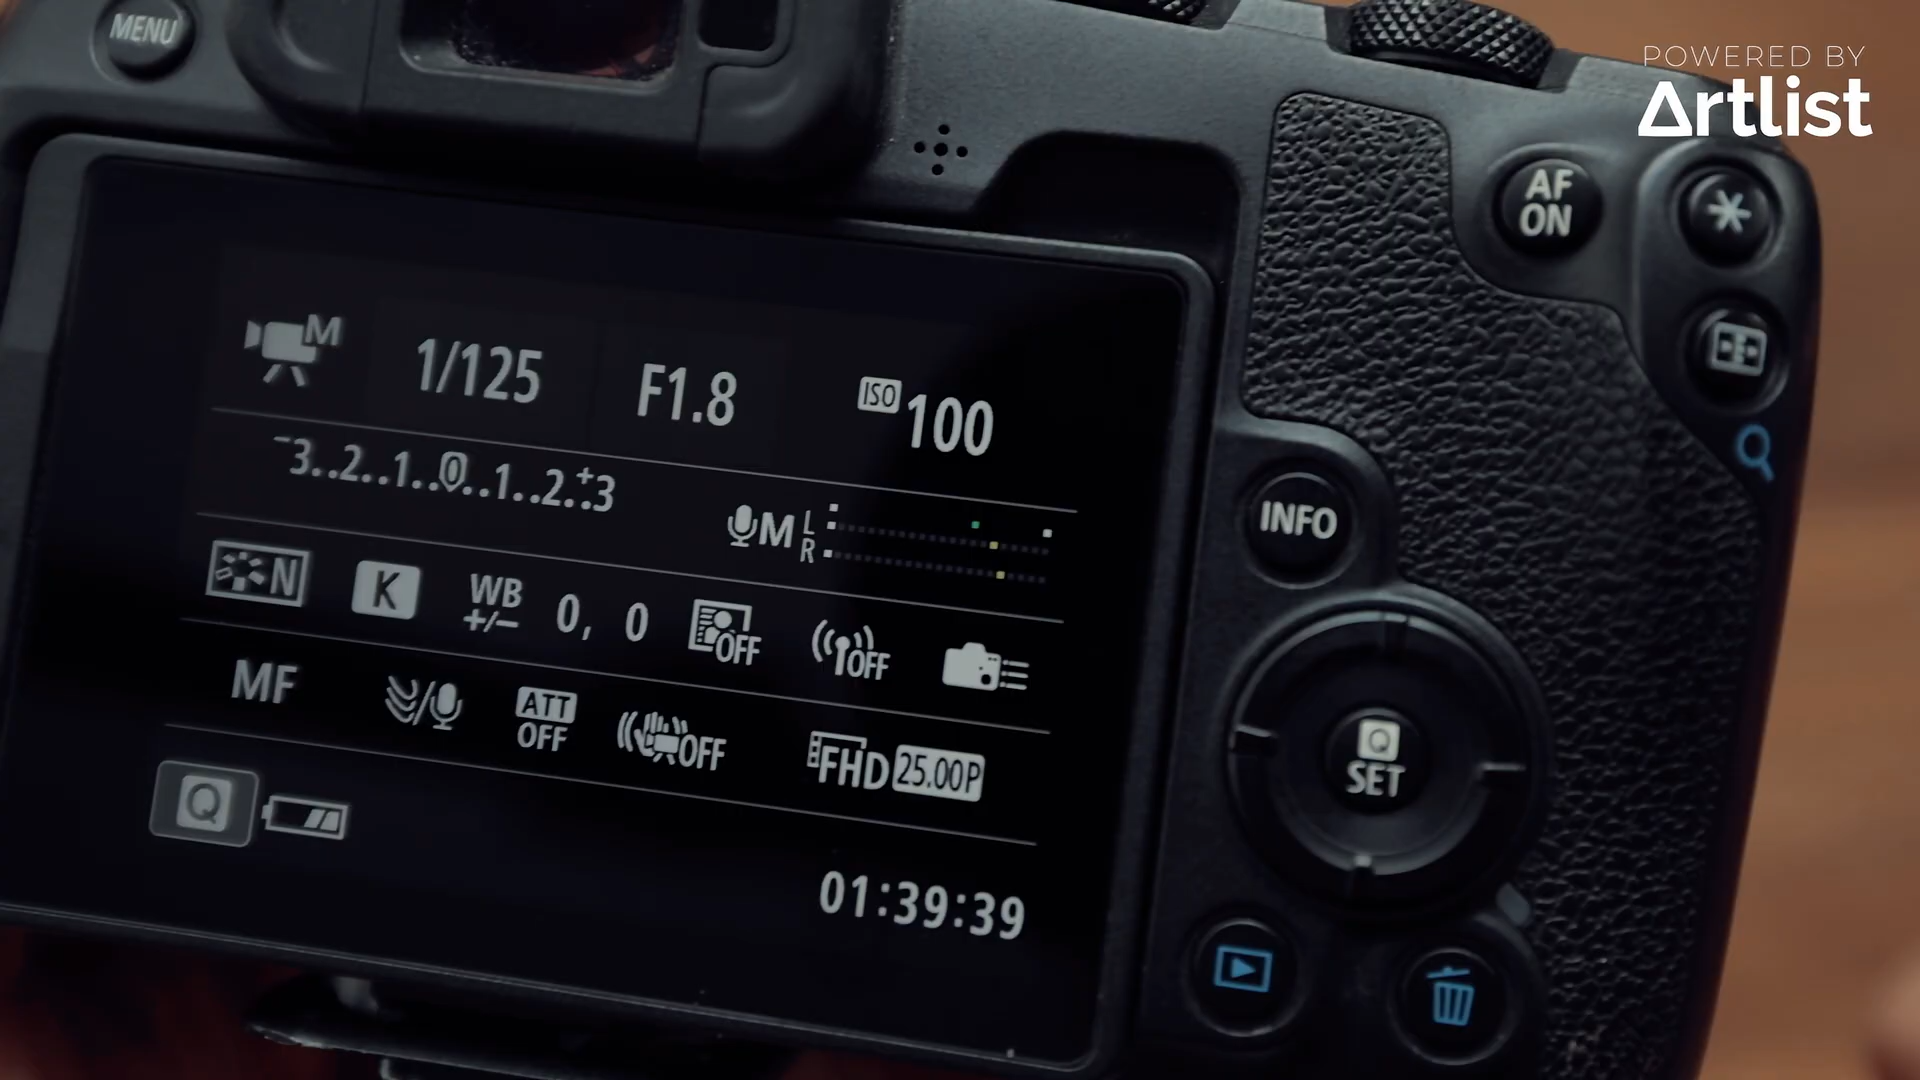 MENU
POWERED BY
Artlist
AF
ON
M
1/125
F1.8
ISO 100
-3..2..1..0..1..2..+3
M L
R
INFO
N
K
WB
+/-
0, 0
OFF
OFF
MF
ATT
OFF
OFF
FHD 25.00P
Q
SET
Q
01:39:39